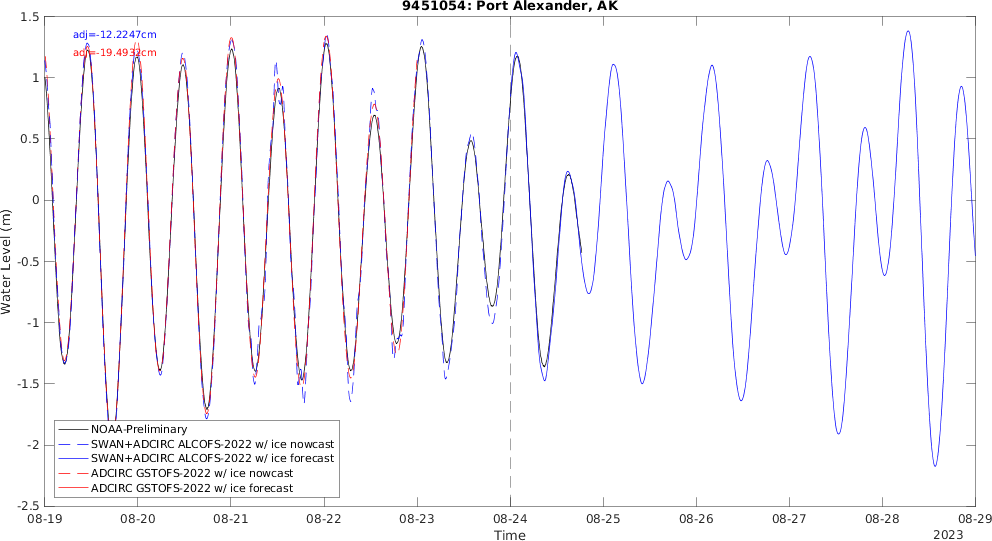 9451054: Port Alexander, AK
adj=-12.2247cm
adj=-19.4932cm
1.5
1
0.5
0
-0.5
-1
-1.5
-2
-2.5
Water Level (m)
NOAA-Preliminary
SWAN+ADCIRC ALCOFS-2022 w/ ice nowcast
SWAN+ADCIRC ALCOFS-2022 w/ ice forecast
ADCIRC GSTOFS-2022 w/ ice nowcast
ADCIRC GSTOFS-2022 w/ ice forecast
08-19 08-20 08-21 08-22 08-23 08-24 08-25 08-26 08-27 08-28 08-29
Time
2023